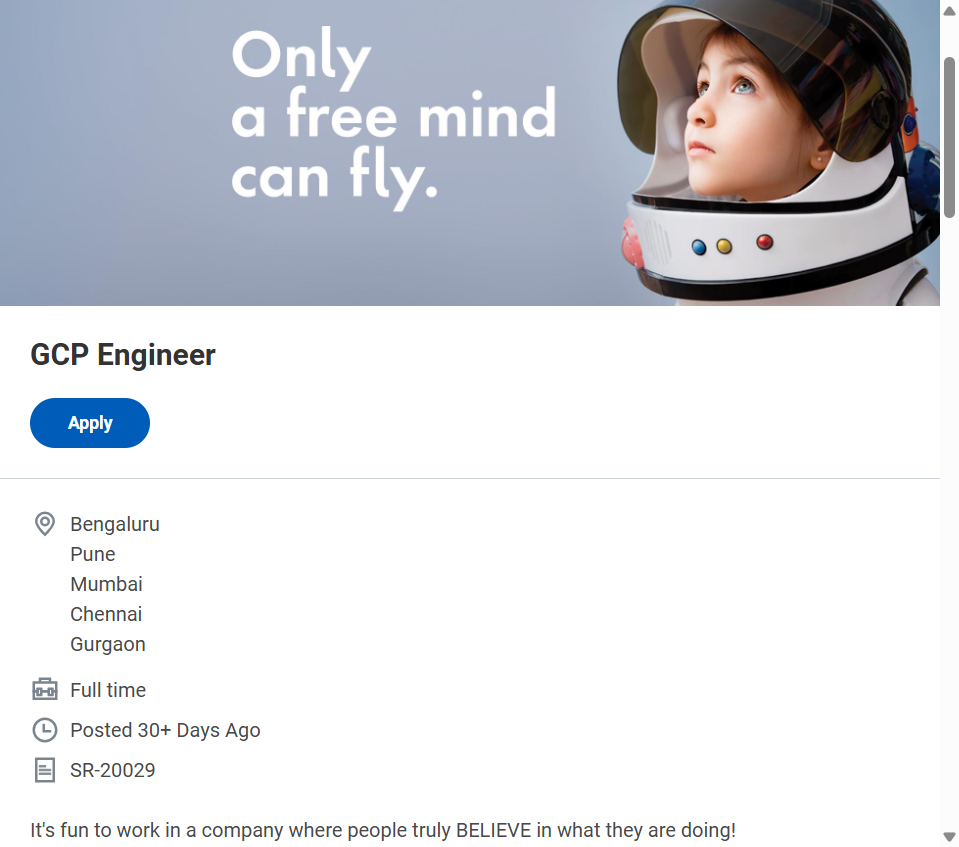 Only
a free mind
can fly.
GCP Engineer
Apply
Bengaluru
Pune
Mumbai
Chennai
Gurgaon
Full time
Posted 30+ Days Ago
SR-20029
It's fun to work in a company where people truly BELIEVE in what they are doing!